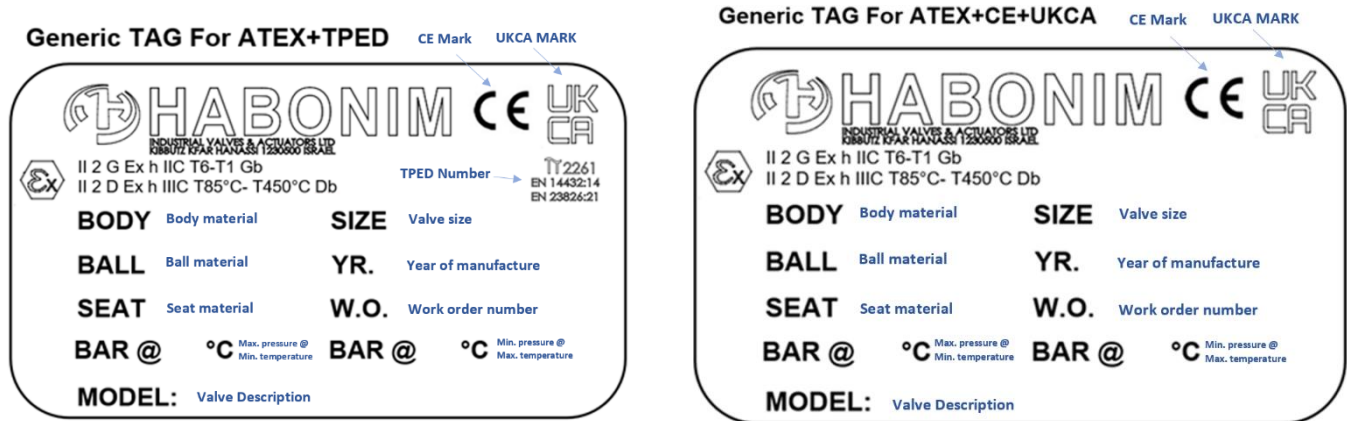 Generic TAG For ATEX+TPED
CE Mark
UKCA MARK
HABONIM
CE
UK
CA
INDUSTRIAL VALVES & ACTUATORS LTD
KIBBUTZ KFAR HANASSI 1230500 ISRAEL
Ex
II 2 G Ex h IIC T6-T1 Gb
II 2 D Ex h IIIC T85°C- T450°C Db
TPED Number
π 2261
EN 14432:14
EN 23826:21
BODY Body material SIZE Valve size
BALL Ball material YR. Year of manufacture
SEAT Seat material W.O. Work order number
BAR @ °C Max. pressure @ Min. temperature BAR @ °C Min. pressure @ Max. temperature
MODEL: Valve Description
Generic TAG For ATEX+CE+UKCA
CE Mark
UKCA MARK
HABONIM
CE
UK
CA
INDUSTRIAL VALVES & ACTUATORS LTD
KIBBUTZ KFAR HANASSI 1230500 ISRAEL
Ex
II 2 G Ex h IIC T6-T1 Gb
II 2 D Ex h IIIC T85°C- T450°C Db
BODY Body material SIZE Valve size
BALL Ball material YR. Year of manufacture
SEAT Seat material W.O. Work order number
BAR @ °C Max. pressure @ Min. temperature BAR @ °C Min. pressure @ Max. temperature
MODEL: Valve Description